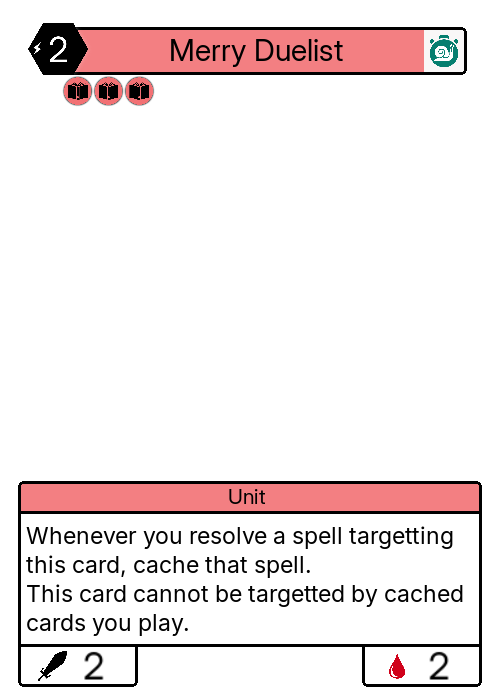 2
Merry Duelist
Unit
Whenever you resolve a spell targetting
this card, cache that spell.
This card cannot be targetted by cached
cards you play.
2
2